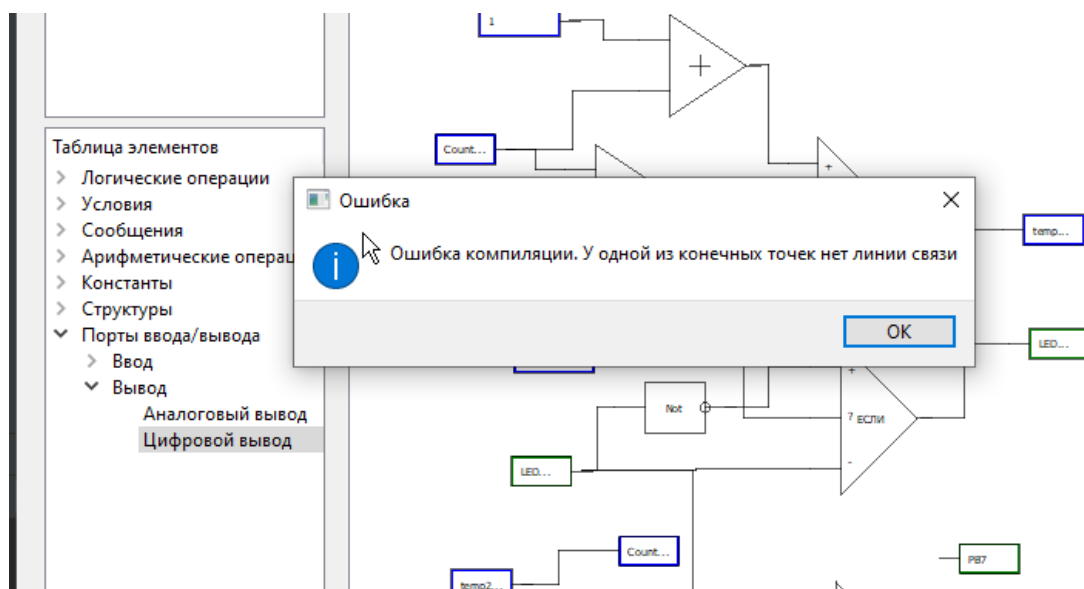 1
Count...
Таблица элементов
Логические операции
Условия
Сообщения
Арифметические операц
Константы
Структуры
Порты ввода/вывода
Ввод
Вывод
Аналоговый вывод
Цифровой вывод
+
Ошибка
Ошибка компиляции. У одной из конечных точек нет линии связи
OK
temp...
LED...
+
Not
? ЕСЛИ
-
LED...
Count...
PB7
temp2...